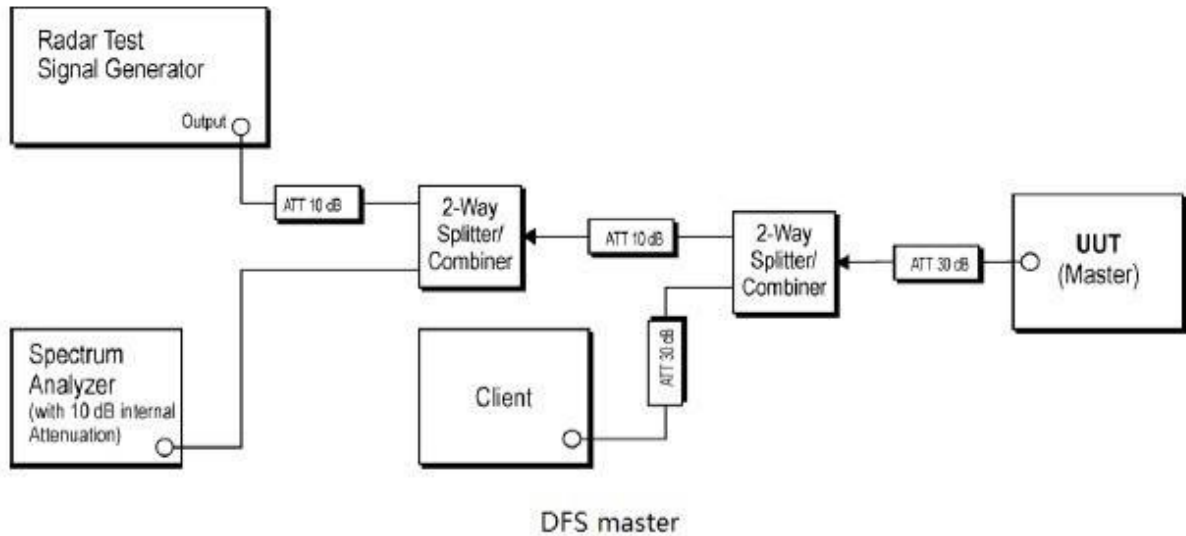 Radar Test
Signal Generator
Output
ATT 10 dB
2-Way
Splitter/
Combiner
ATT 10 dB
2-Way
Splitter/
Combiner
ATT 30 dB
UUT
(Master)
Spectrum
Analyzer
(with 10 dB internal
Attenuation)
Client
ATT 30 dB
DFS master